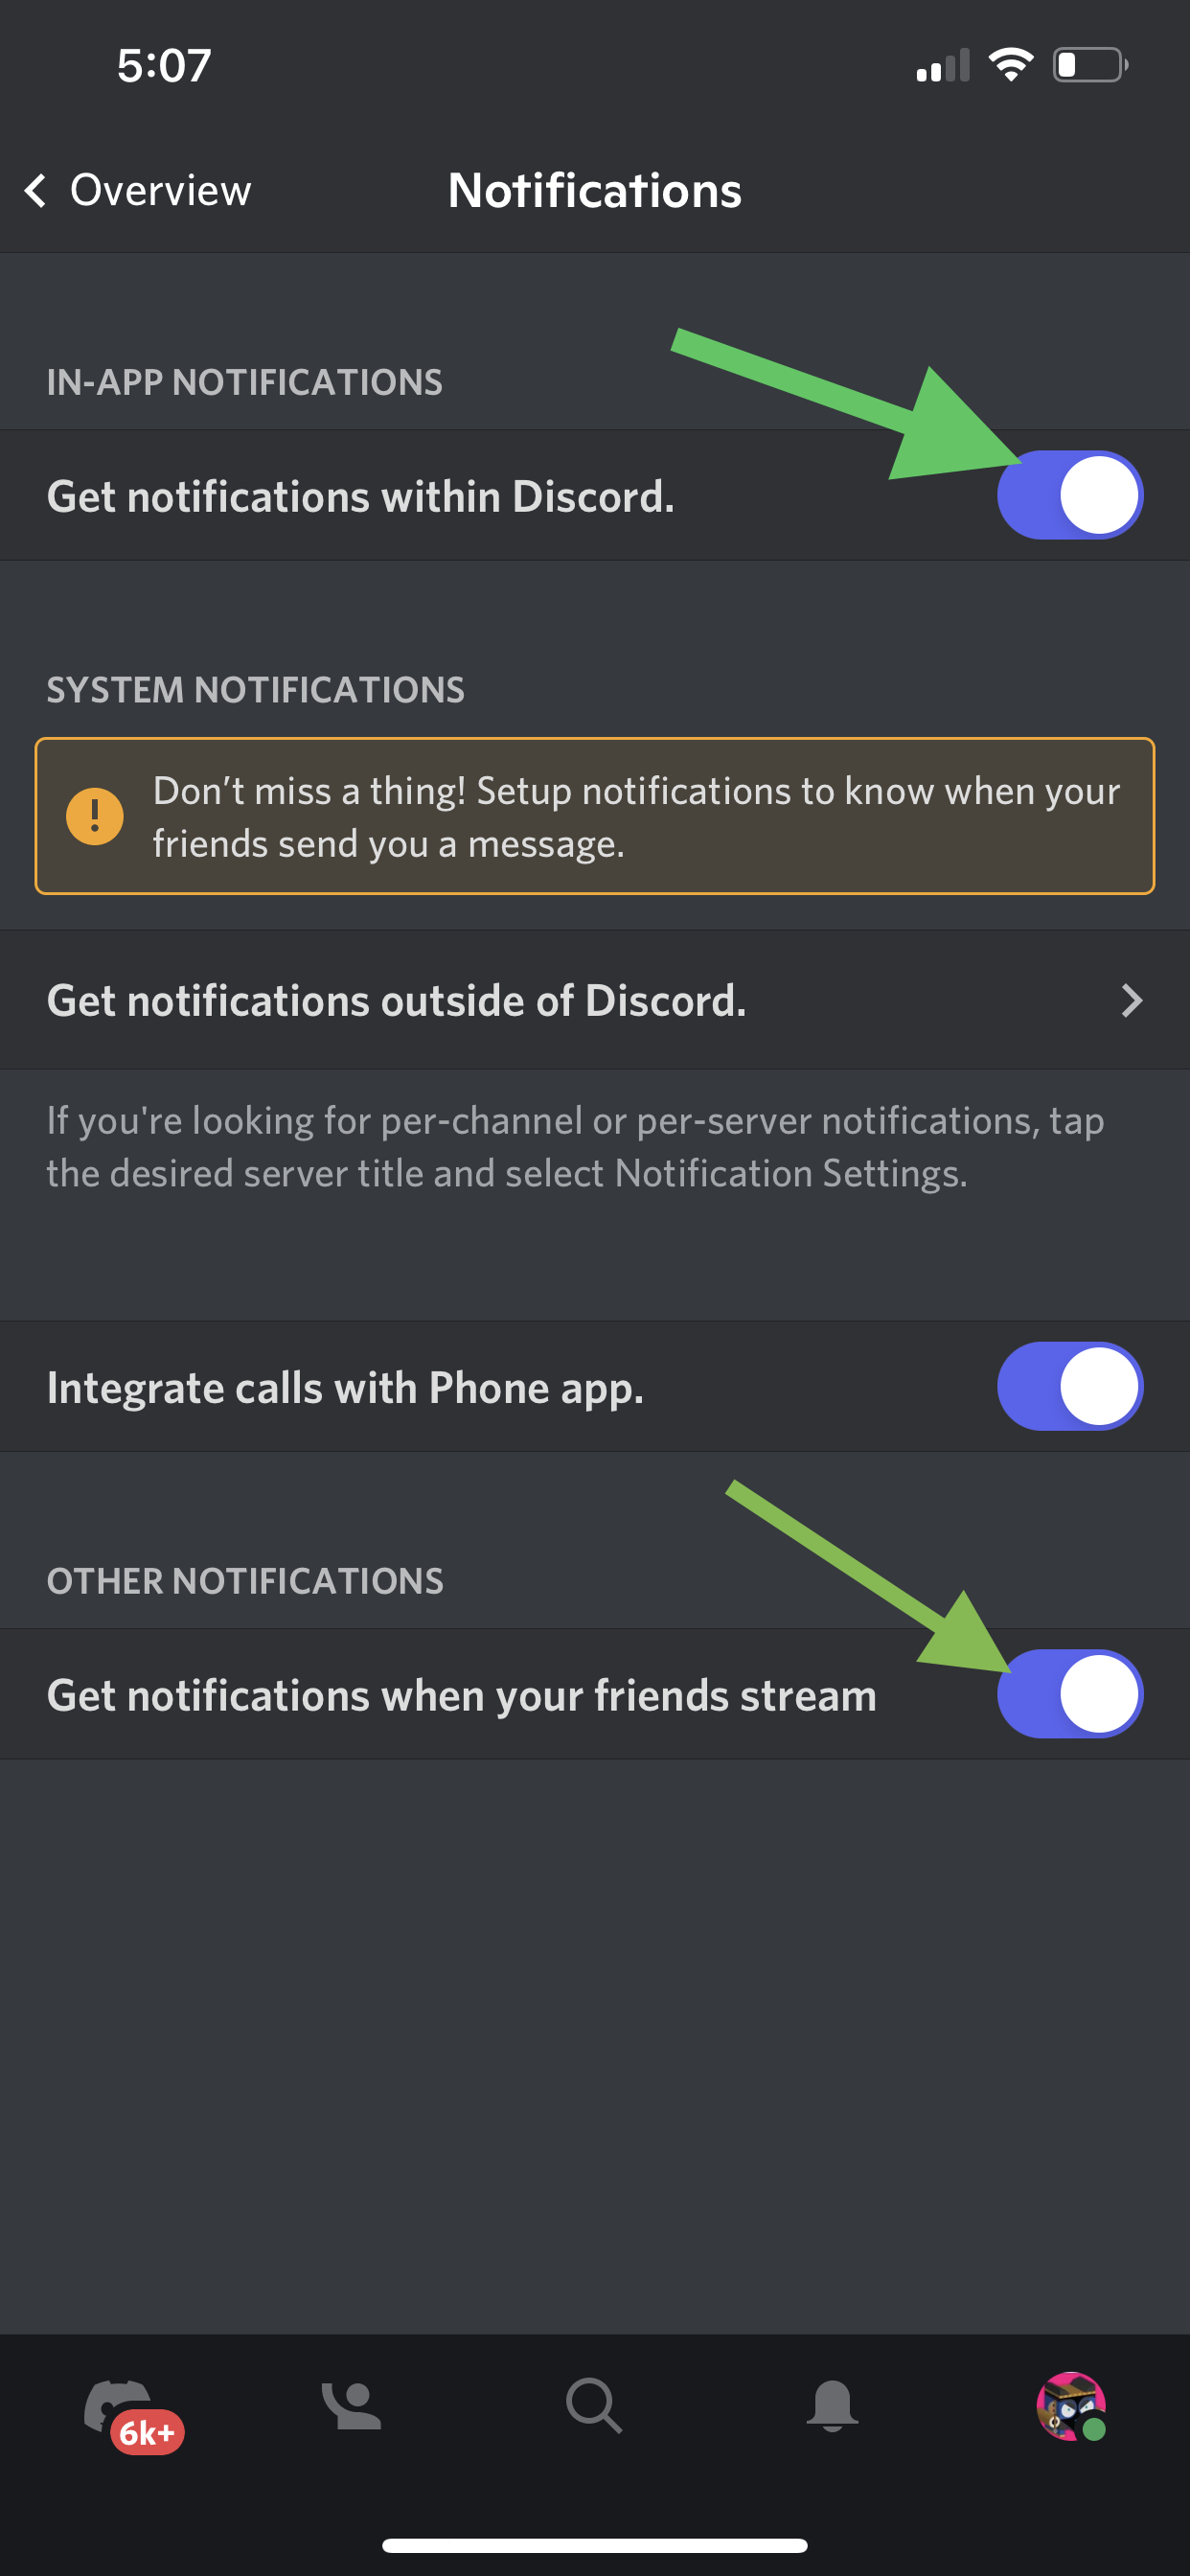 5:07
Overview
Notifications
IN-APP NOTIFICATIONS
Get notifications within Discord.
SYSTEM NOTIFICATIONS
Don’t miss a thing! Setup notifications to know when your
friends send you a message.
Get notifications outside of Discord.
If you're looking for per-channel or per-server notifications, tap
the desired server title and select Notification Settings.
Integrate calls with Phone app.
OTHER NOTIFICATIONS
Get notifications when your friends stream
6k+